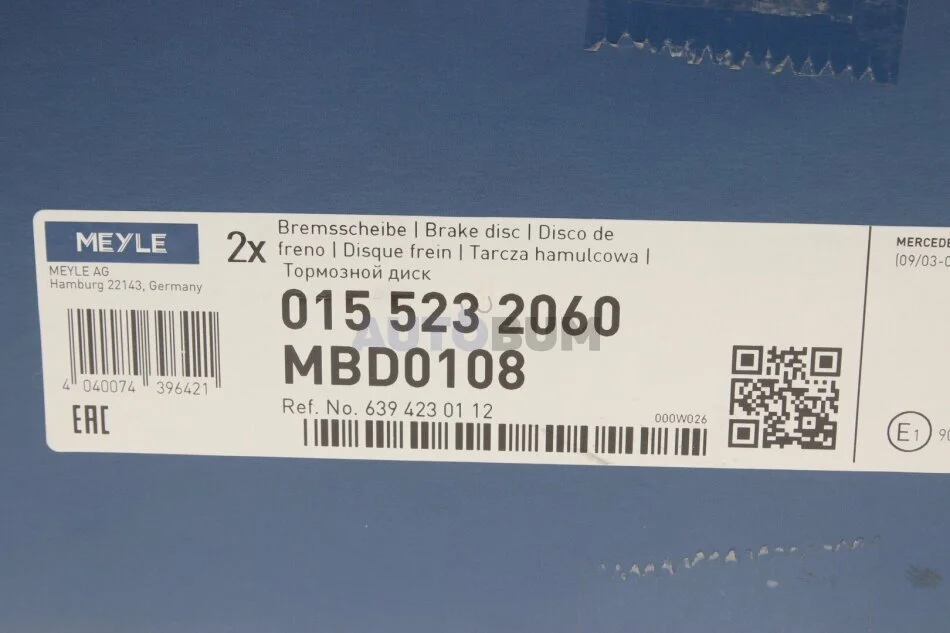 MEYLE
MEYLE AG
Hamburg 22143, Germany
4 040074 396421
EAC
2x
Bremsscheibe | Brake disc | Disco de
freno | Disque frein | Tarcza hamulcowa |
Тормозной диск
015 523 2060
AUTOBUM
MBD0108
Ref. No. 639 423 01 12
000W026
MERCEDE
(09/03-0
E1 90